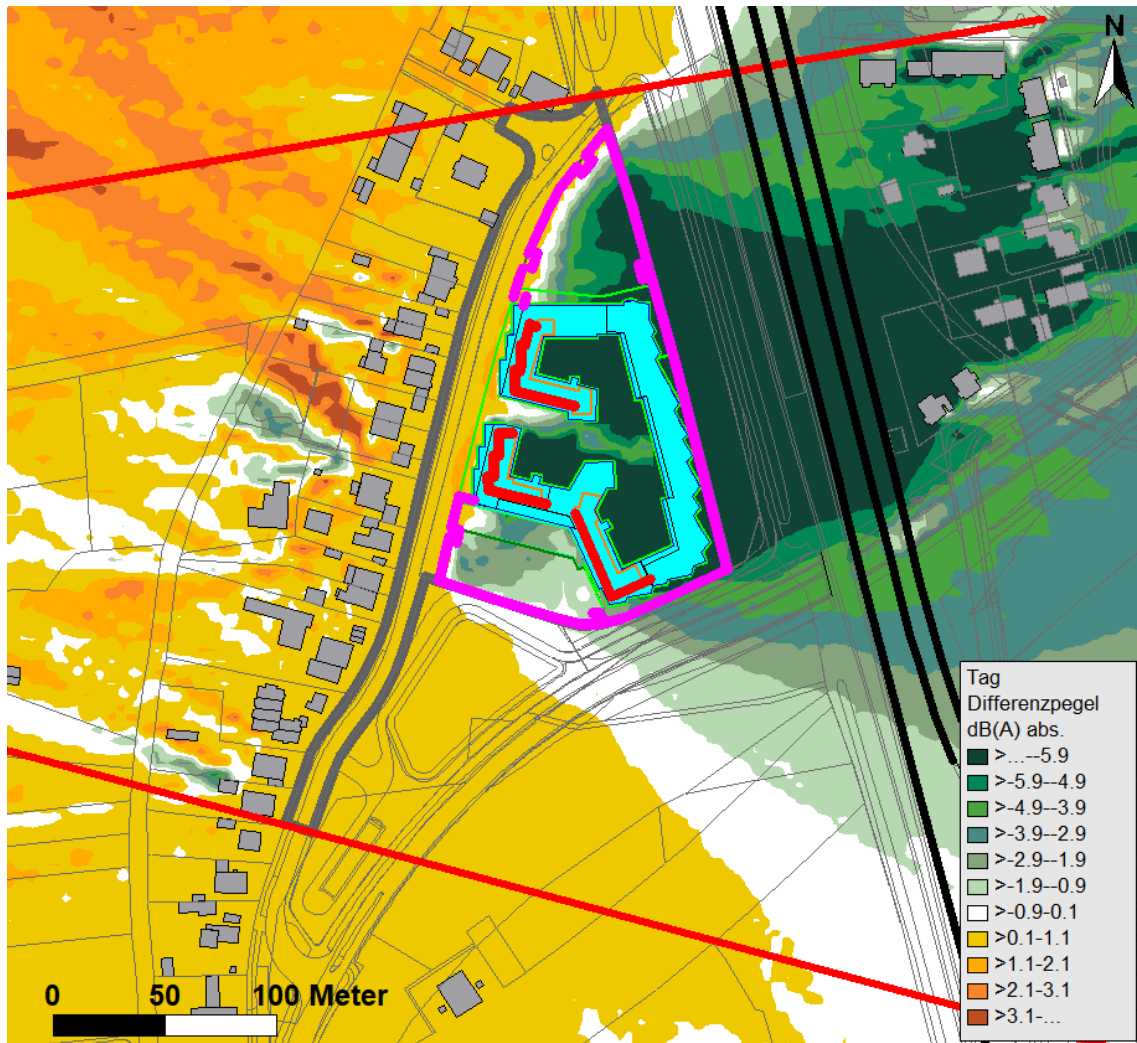 N
Tag
Differenzpegel
dB(A) abs.
>...--5.9
>-5.9--4.9
>-4.9--3.9
>-3.9--2.9
>-2.9--1.9
>-1.9--0.9
>-0.9-0.1
>0.1-1.1
>1.1-2.1
>2.1-3.1
>3.1-...
0 50 100 Meter